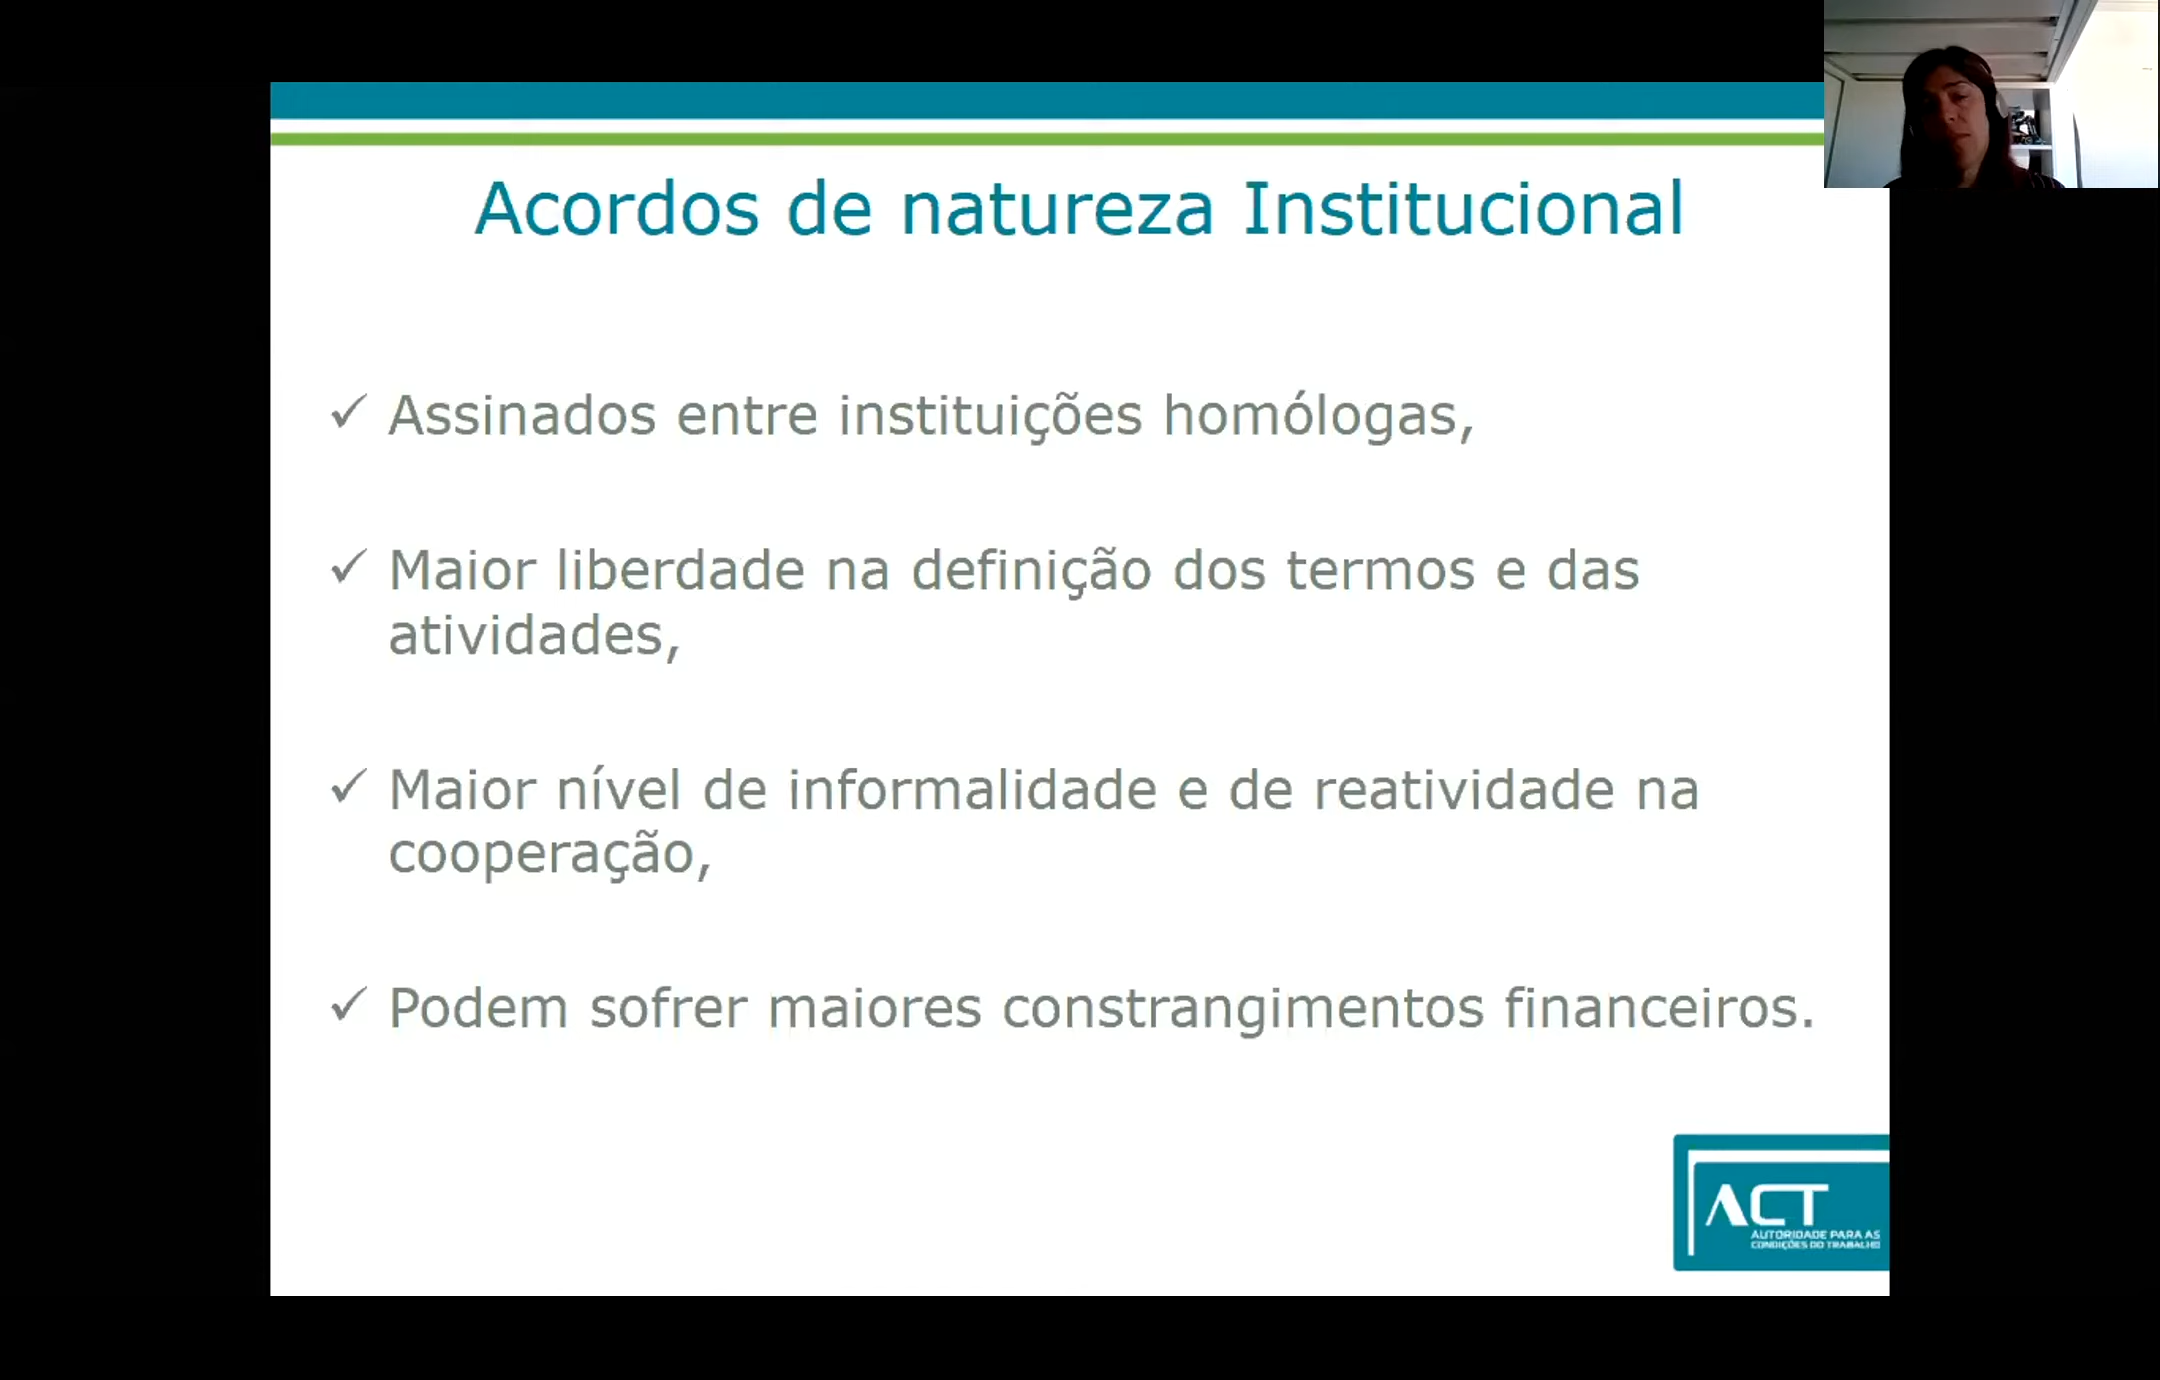 Acordos de natureza Institucional
✓ Assinados entre instituições homólogas,
✓ Maior liberdade na definição dos termos e das
atividades,
✓ Maior nível de informalidade e de reatividade na
cooperação,
✓ Podem sofrer maiores constrangimentos financeiros.
ACT
AUTORIDADE PARA AS
CONDIÇÕES DO TRABALHO